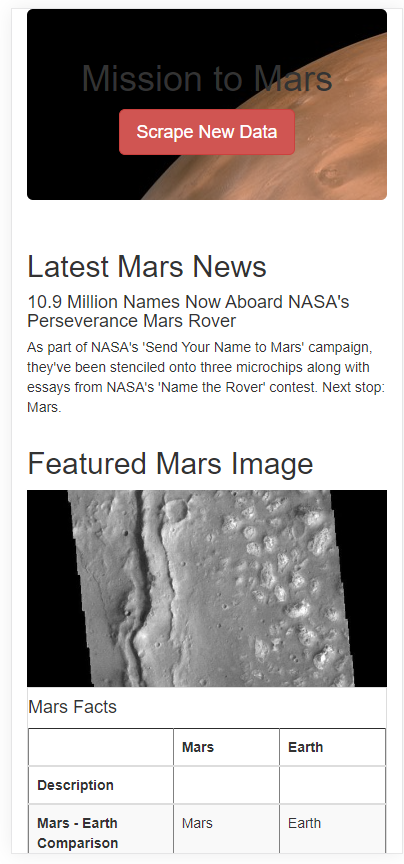 Mission to Mars
Scrape New Data
Latest Mars News
10.9 Million Names Now Aboard NASA's
Perseverance Mars Rover
As part of NASA's 'Send Your Name to Mars' campaign,
they've been stenciled onto three microchips along with
essays from NASA's 'Name the Rover' contest. Next stop:
Mars.
Featured Mars Image
Mars Facts
Mars Earth
Description
Mars - Earth Mars Earth
Comparison